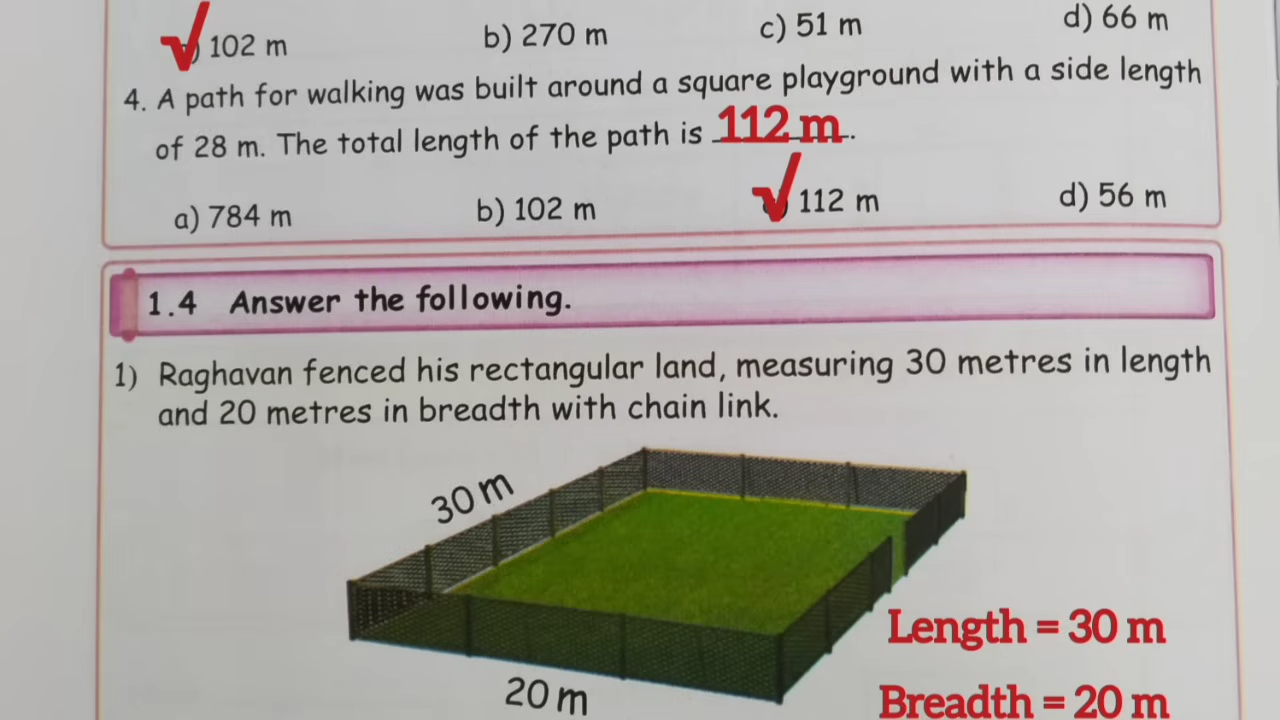 102 m b) 270 m c) 51 m d) 66 m
4. A path for walking was built around a square playground with a side length
of 28 m. The total length of the path is 112 m.
a) 784 m b) 102 m 112 m d) 56 m
1.4 Answer the following.
1) Raghavan fenced his rectangular land, measuring 30 metres in length
and 20 metres in breadth with chain link.
30 m
20 m
Length = 30 m
Breadth = 20 m